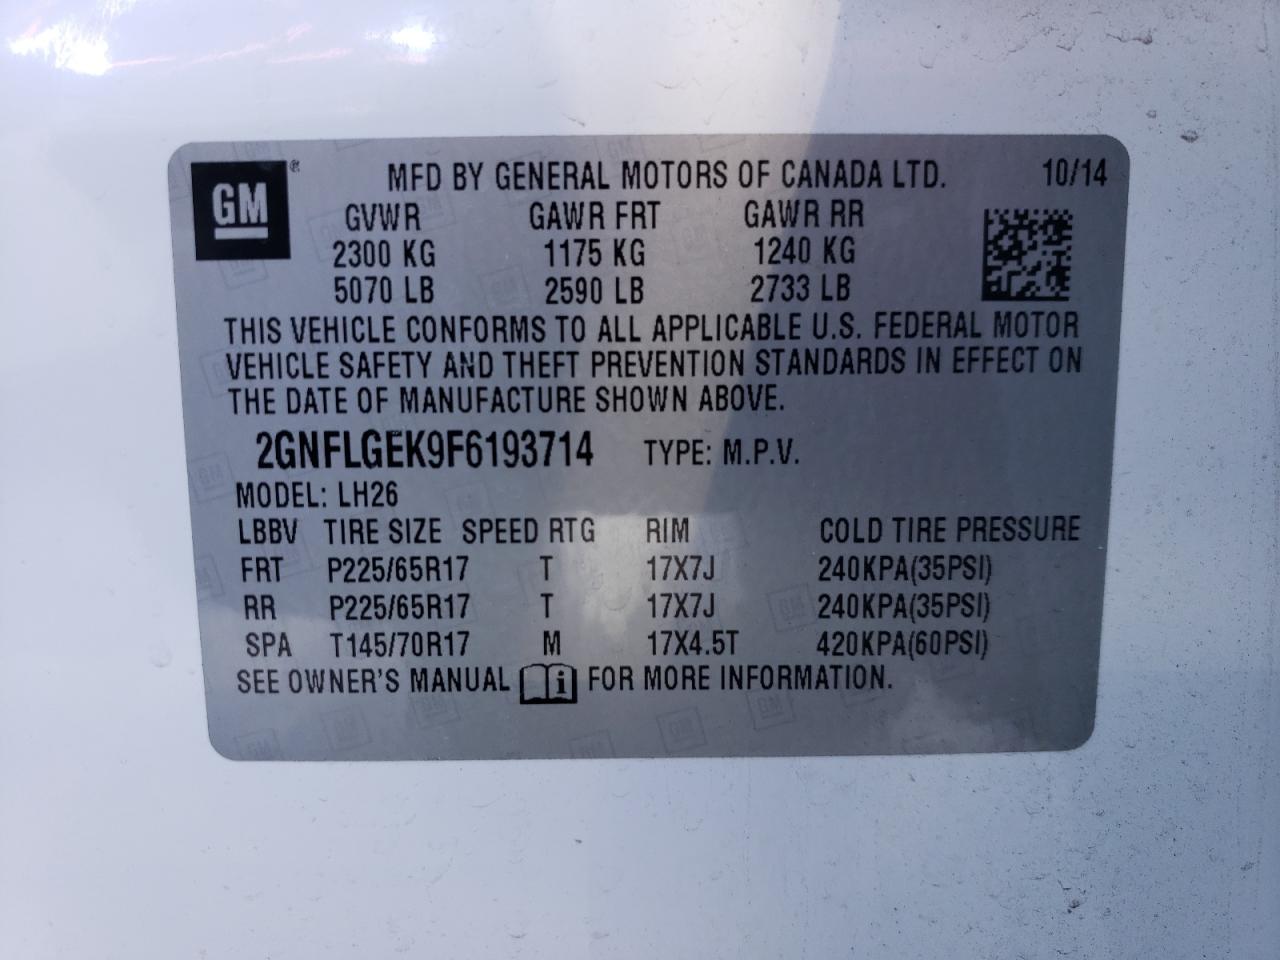 GM ® MFD BY GENERAL MOTORS OF CANADA LTD. 10/14
GVWR GAWR FRT GAWR RR
2300 KG 1175 KG 1240 KG
5070 LB 2590 LB 2733 LB
THIS VEHICLE CONFORMS TO ALL APPLICABLE U.S. FEDERAL MOTOR
VEHICLE SAFETY AND THEFT PREVENTION STANDARDS IN EFFECT ON
THE DATE OF MANUFACTURE SHOWN ABOVE.
2GNFLGEK9F6193714 TYPE: M.P.V.
MODEL: LH26
LBBV TIRE SIZE SPEED RTG RIM COLD TIRE PRESSURE
FRT P225/65R17 T 17X7J 240KPA(35PSI)
RR P225/65R17 T 17X7J 240KPA(35PSI)
SPA T145/70R17 M 17X4.5T 420KPA(60PSI)
SEE OWNER'S MANUAL i FOR MORE INFORMATION.